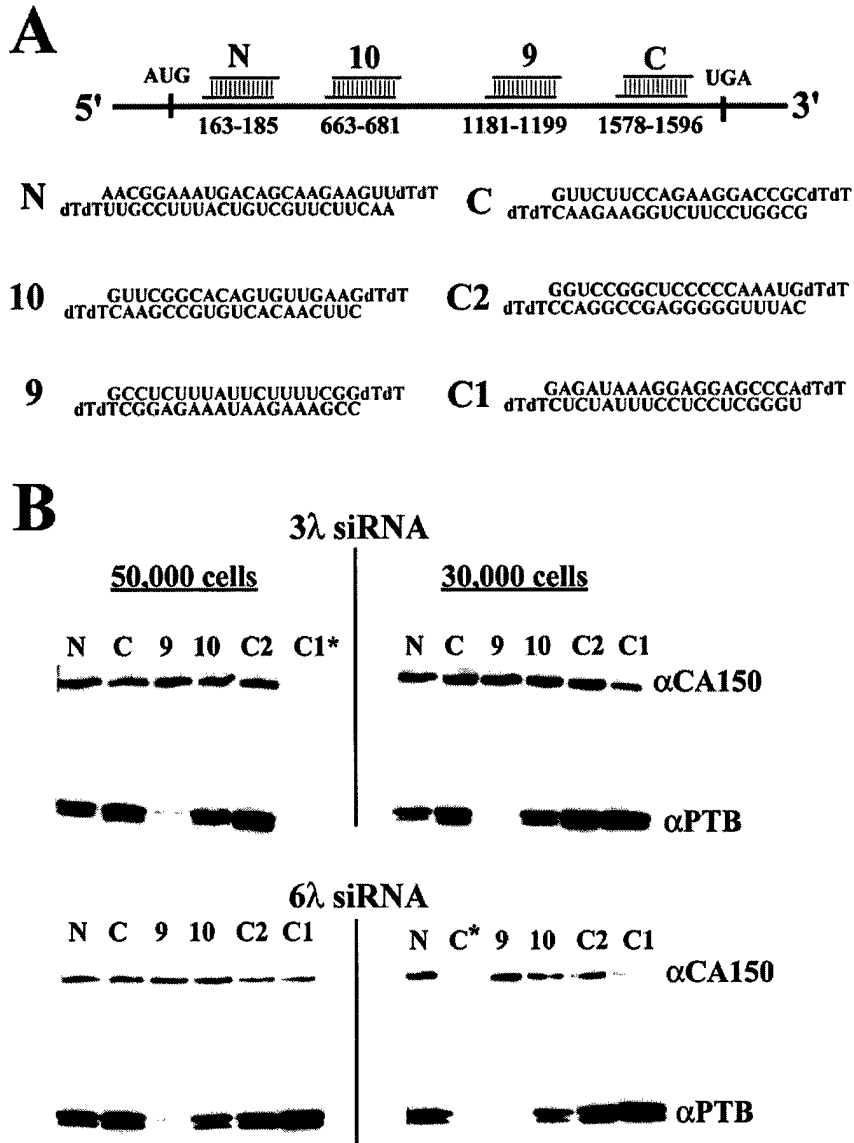 A
N 10 9 C
AUG UGA
5' 3'
163-185 663-681 1181-1199 1578-1596
N AACGGAAAUGACAGCAAGAAGUUdTdT
dTdTUUGCCUUUACUGUCGUUCUUCAA
C GUUCUUCCAGAAGGACCGCdTdT
dTdTCAAGAAGGUCUUCCUGGCG
10 GUUCGGCACAGUGUUGAAGdTdT
dTdTCAAGCCGUGUCACAACUUC
C2 GGUCCGGCUCCCCCAAAUGdTdT
dTdTCCAGGCCGAGGGGGUUUAC
9 GCCUCUUUAUUCUUUUCGGdTdT
dTdTCGGAGAAAUAAGAAAGCC
C1 GAGAUAAAGGAGGAGCCCAdTdT
dTdTCUCUAUUUCCUCCUCGGGU
B
3λ siRNA
50,000 cells 30,000 cells
N C 9 10 C2 C1*
N C 9 10 C2 C1
αCA150
αPTB
6λ siRNA
N C 9 10 C2 C1
N C* 9 10 C2 C1
αCA150
αPTB